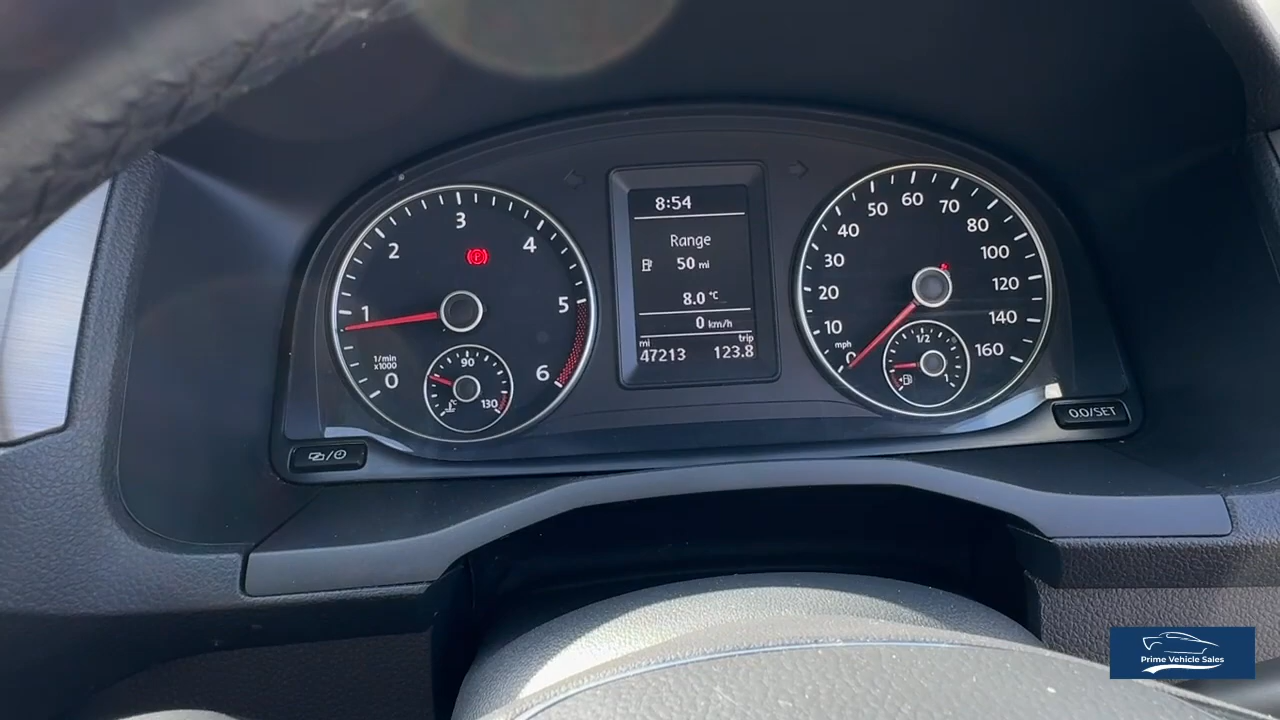 8:54
Range
50 mi
8.0 °C
0 km/h
mi trip
47213 123.8
0
1
2
3
4
5
6
1/min
x1000
90
°C 130
0
10
20
30
40
50
60
70
80
100
120
140
160
mph
1/2
1
0.0/SET
Prime Vehicle Sales